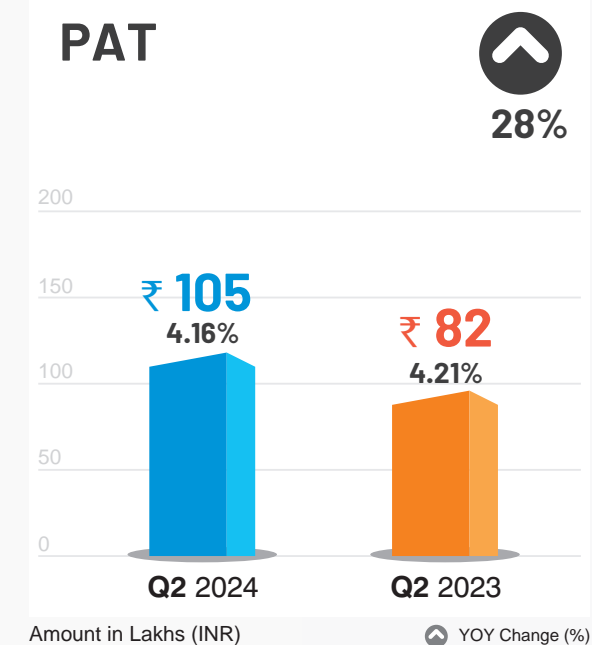 PAT
28%
200
150
₹ 105
4.16%
₹ 82
4.21%
100
50
0
Q2 2024
Q2 2023
Amount in Lakhs (INR)
YOY Change (%)